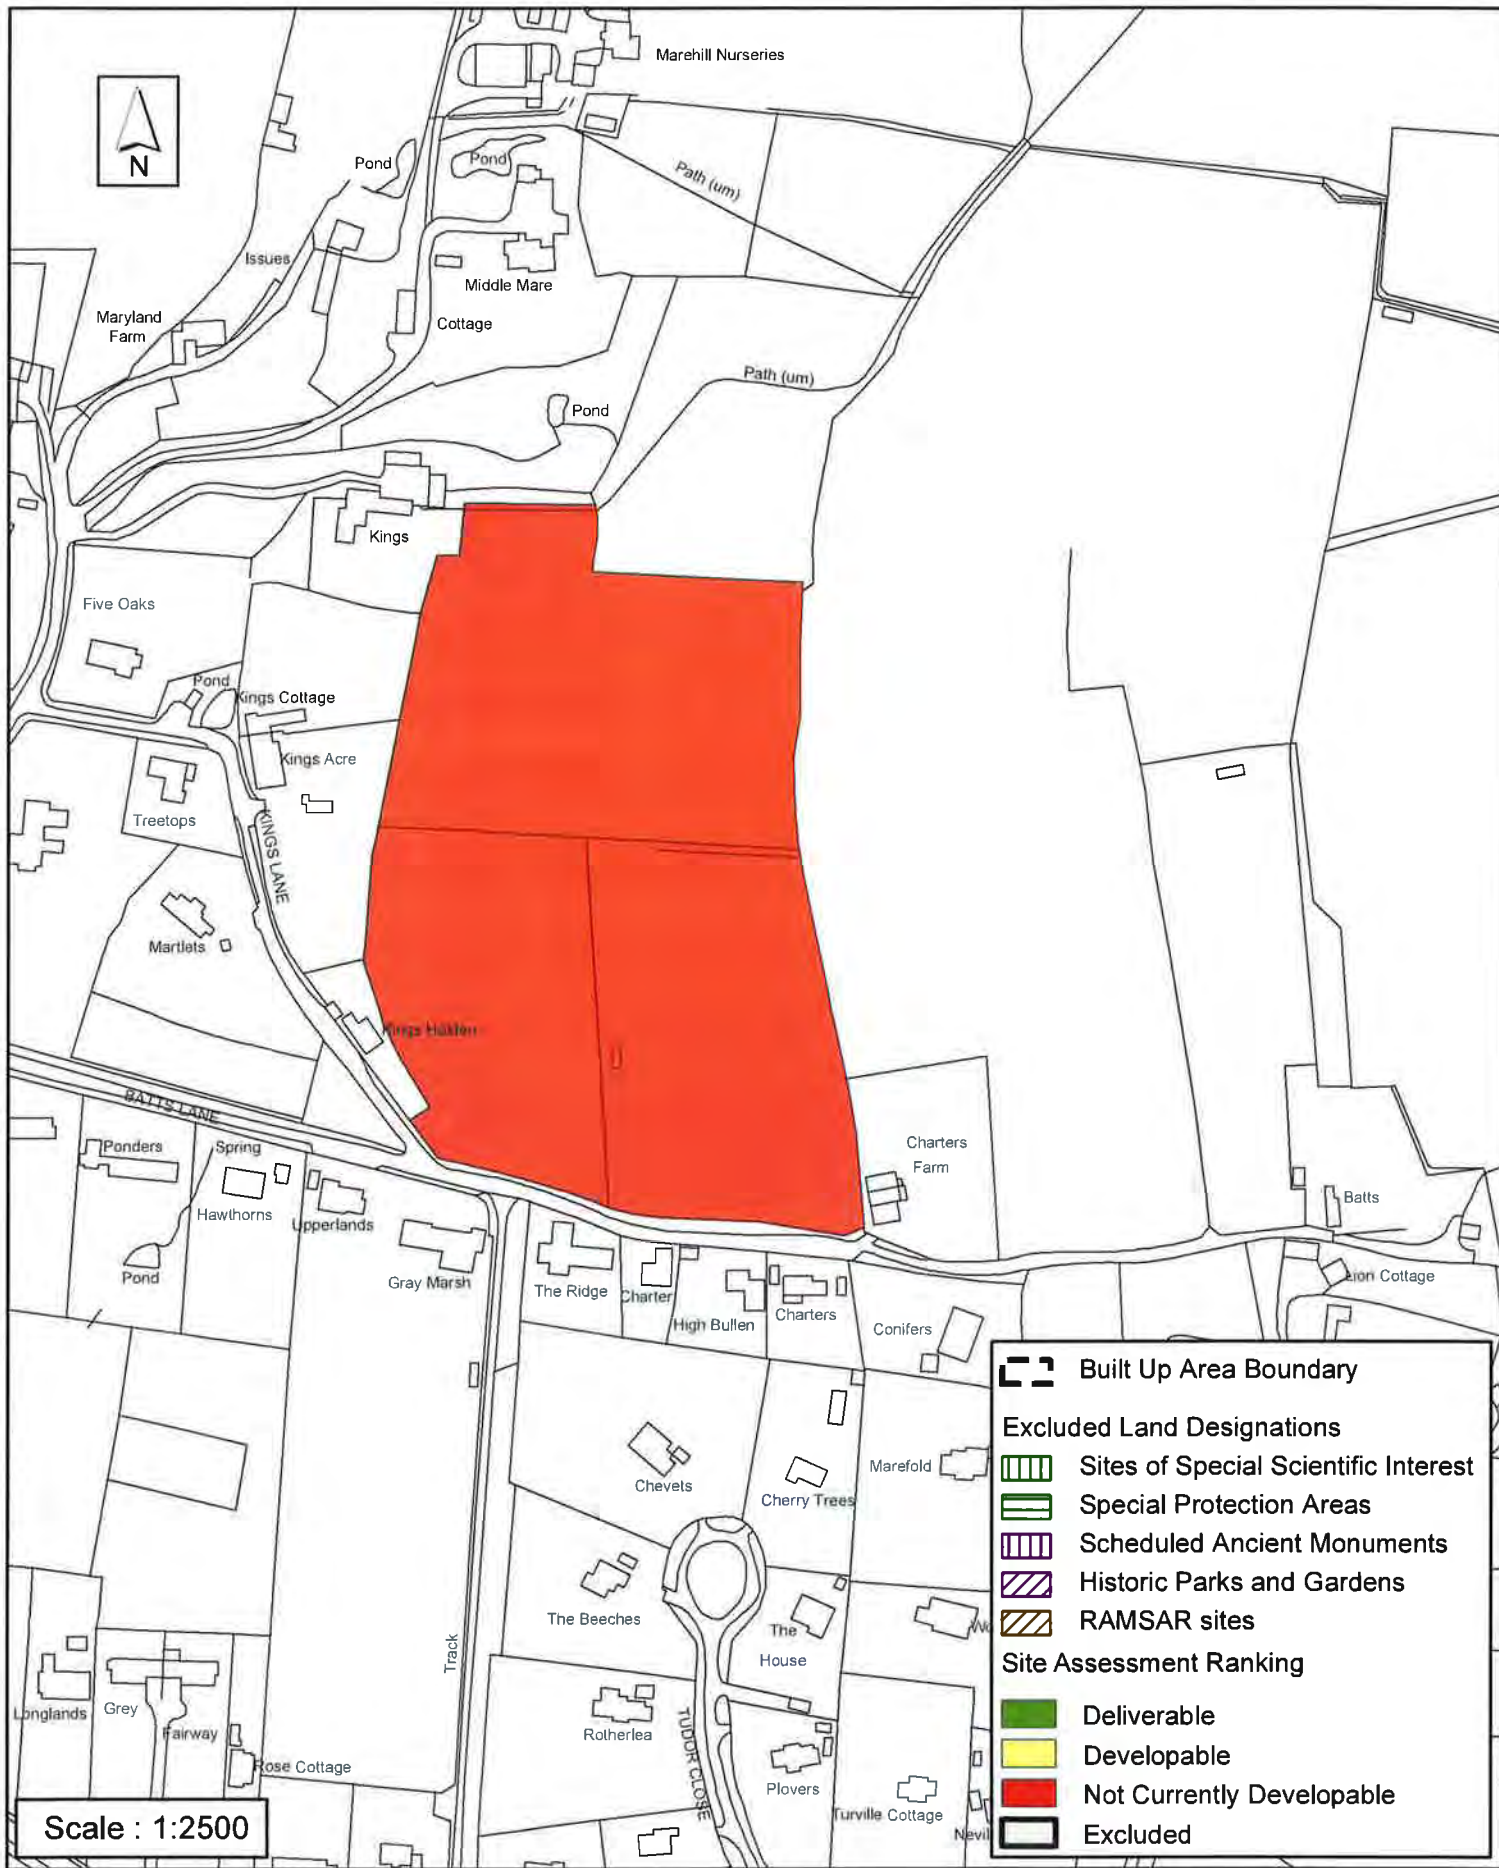 Marehill Nurseries
N
Pond
Pond
Path (um)
Issues
Middle Mare
Maryland
Farm
Cottage
Path (um)
Pond
Kings
Five Oaks
Pond
Kings Cottage
Kings Acre
Treetops
KINGS LANE
Martlets
Kings Holden
BATTS LANE
Ponders
Spring
Charters
Farm
Batts
Hawthorns
Upperlands
Pond
Gray Marsh
The Ridge
Charter
High Bullen
Charters
Conifers
Lion Cottage
Chevets
Cherry Trees
Marefold
The Beeches
The
House
Track
Longlands
Grey
Fairway
Rose Cottage
Rotherlea
TUDOR CLOSE
Plovers
Turville Cottage
Scale : 1:2500
Built Up Area Boundary
Excluded Land Designations
Sites of Special Scientific Interest
Special Protection Areas
Scheduled Ancient Monuments
Historic Parks and Gardens
RAMSAR sites
Site Assessment Ranking
Deliverable
Developable
Not Currently Developable
Excluded